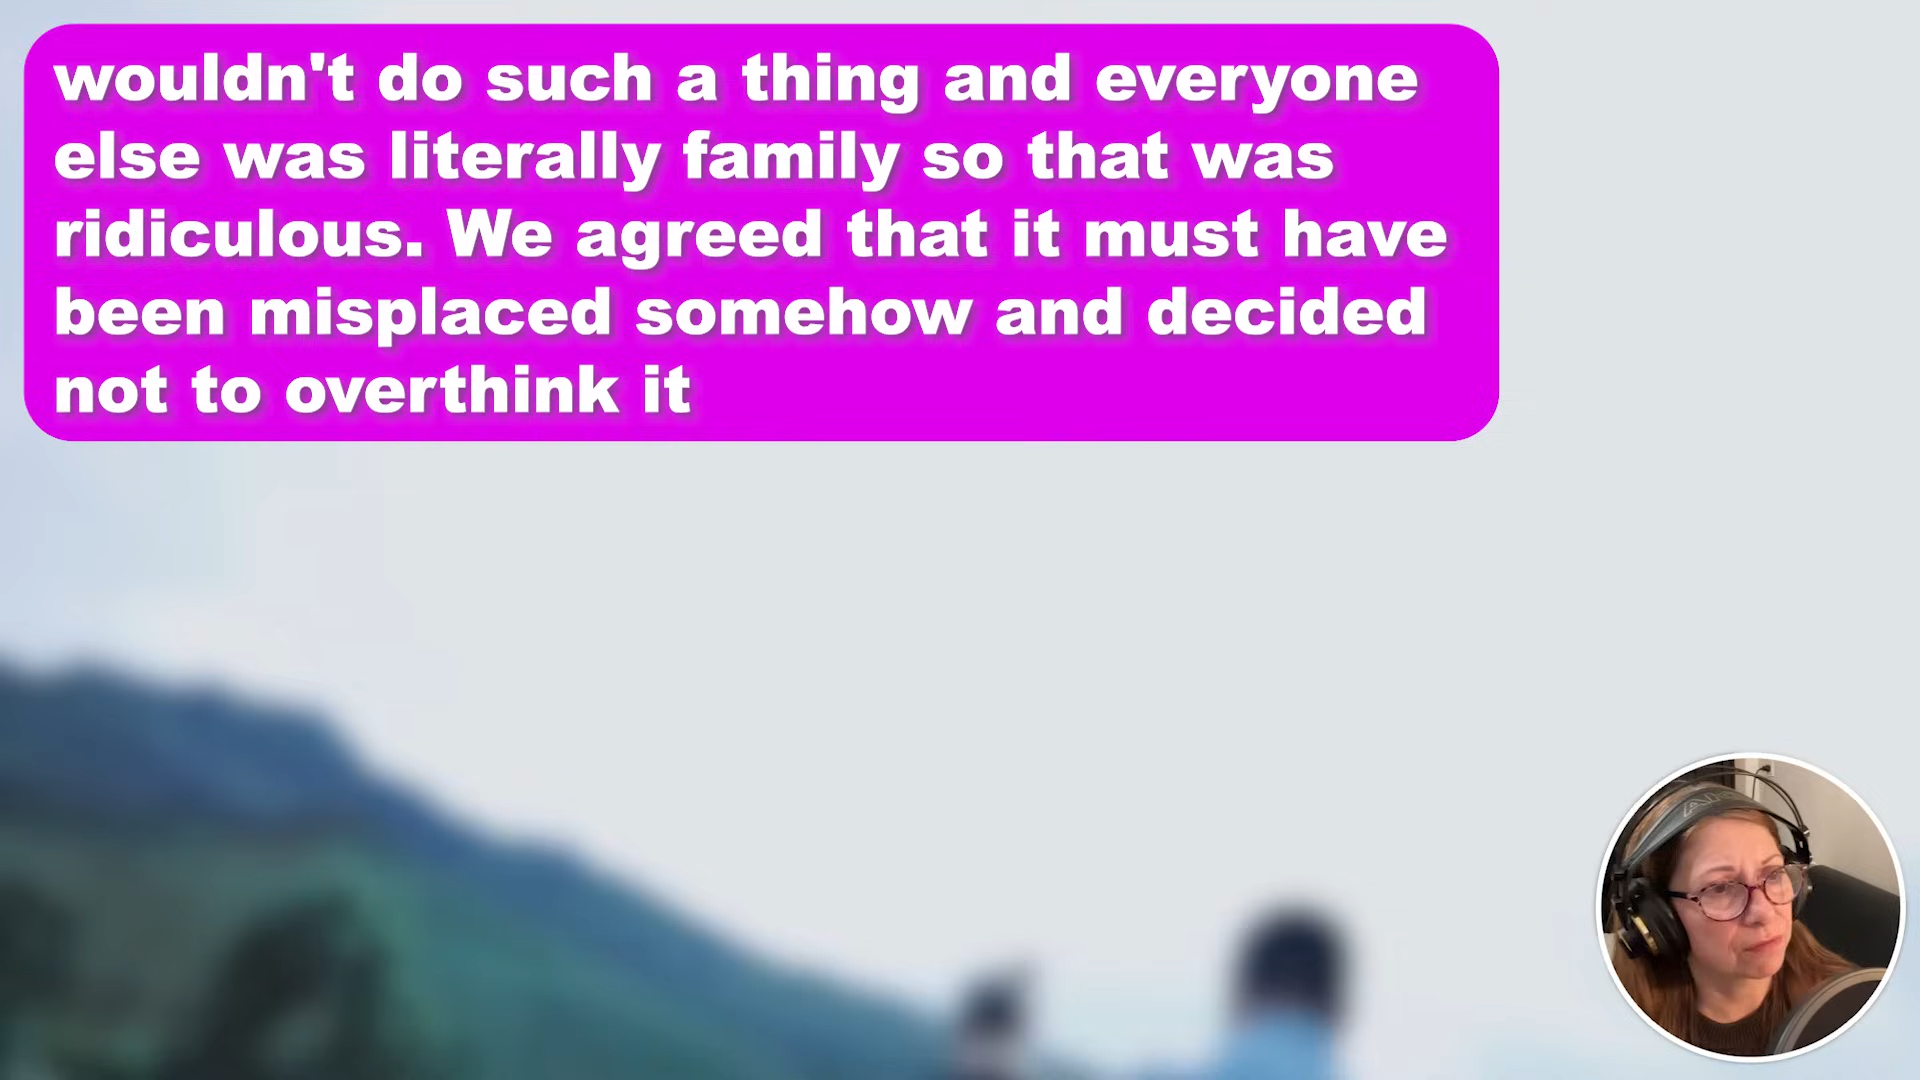 wouldn't do such a thing and everyone
else was literally family so that was
ridiculous. We agreed that it must have
been misplaced somehow and decided
not to overthink it